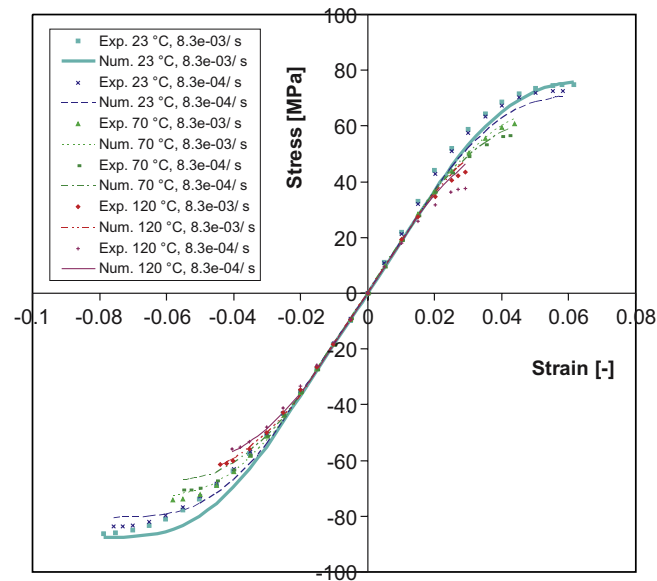 100
80
60
40
20
0
-20
-40
-60
-80
-100
Stress [MPa]
Exp. 23 °C, 8.3e-03/ s
Num. 23 °C, 8.3e-03/ s
Exp. 23 °C, 8.3e-04/ s
Num. 23 °C, 8.3e-04/ s
Exp. 70 °C, 8.3e-03/ s
Num. 70 °C, 8.3e-03/ s
Exp. 70 °C, 8.3e-04/ s
Num. 70 °C, 8.3e-04/ s
Exp. 120 °C, 8.3e-03/ s
Num. 120 °C, 8.3e-03/ s
Exp. 120 °C, 8.3e-04/ s
Num. 120 °C, 8.3e-04/ s
-0.1 -0.08 -0.06 -0.04 -0.02 0 0.02 0.04 0.06 0.08
Strain [-]